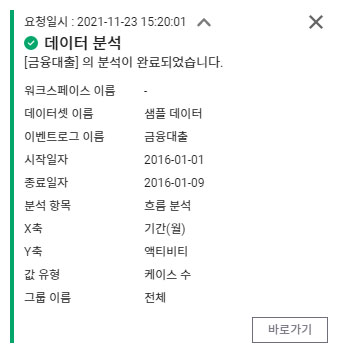 요청일시 : 2021-11-23 15:20:01
데이터 분석
[금융대출] 의 분석이 완료되었습니다.
워크스페이스 이름 -
데이터셋 이름 샘플 데이터
이벤트로그 이름 금융대출
시작일자 2016-01-01
종료일자 2016-01-09
분석 항목 흐름 분석
X축 기간(월)
Y축 액티비티
값 유형 케이스 수
그룹 이름 전체
바로가기